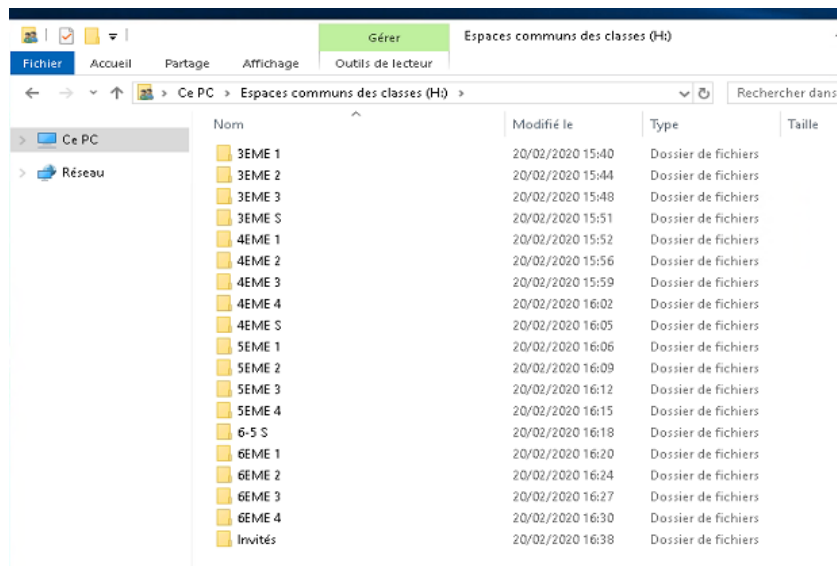 Gérer
Espaces communs des classes (H:)
Fichier Accueil Partage Affichage Outils de lecteur
Ce PC > Espaces communs des classes (H:) > Rechercher dans
Nom Modifié le Type Taille
Ce PC
Réseau
3EME 1 20/02/2020 15:40 Dossier de fichiers
3EME 2 20/02/2020 15:44 Dossier de fichiers
3EME 3 20/02/2020 15:48 Dossier de fichiers
3EME S 20/02/2020 15:51 Dossier de fichiers
4EME 1 20/02/2020 15:52 Dossier de fichiers
4EME 2 20/02/2020 15:56 Dossier de fichiers
4EME 3 20/02/2020 15:59 Dossier de fichiers
4EME 4 20/02/2020 16:02 Dossier de fichiers
4EME S 20/02/2020 16:05 Dossier de fichiers
5EME 1 20/02/2020 16:06 Dossier de fichiers
5EME 2 20/02/2020 16:09 Dossier de fichiers
5EME 3 20/02/2020 16:12 Dossier de fichiers
5EME 4 20/02/2020 16:15 Dossier de fichiers
6-5 S 20/02/2020 16:18 Dossier de fichiers
6EME 1 20/02/2020 16:20 Dossier de fichiers
6EME 2 20/02/2020 16:24 Dossier de fichiers
6EME 3 20/02/2020 16:27 Dossier de fichiers
6EME 4 20/02/2020 16:30 Dossier de fichiers
Invités 20/02/2020 16:38 Dossier de fichiers